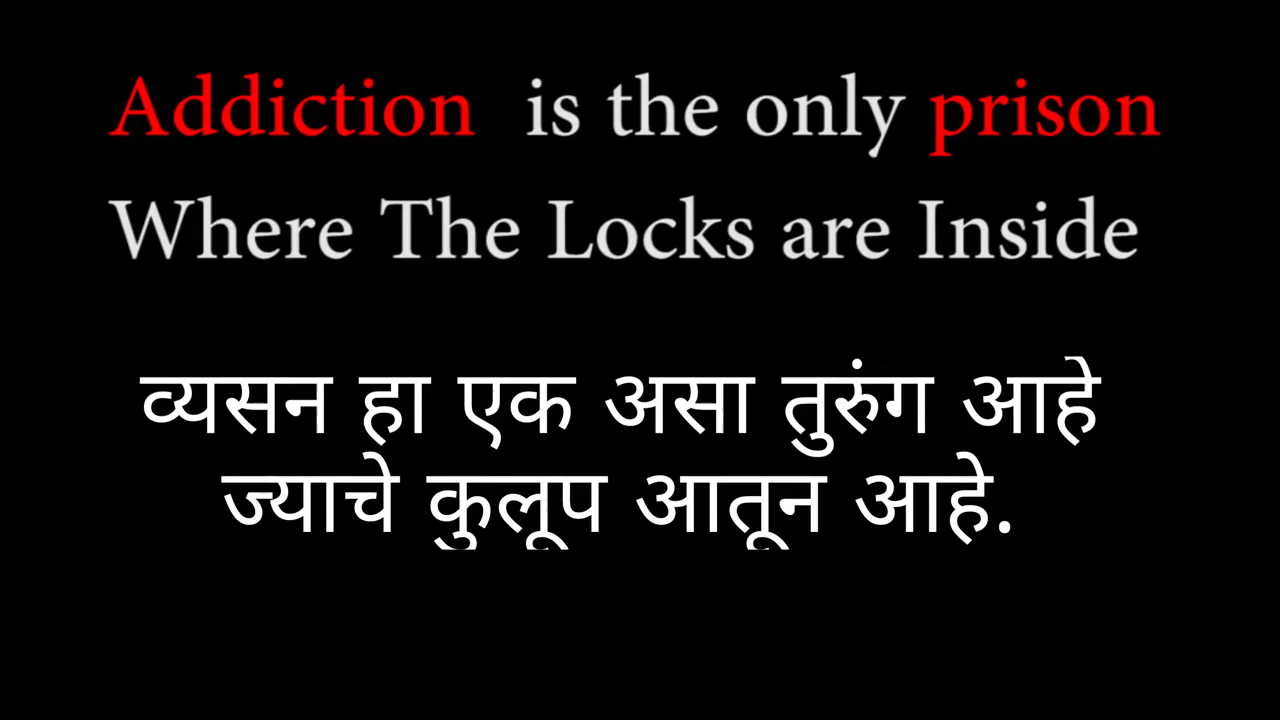 Addiction is the only prison
Where The Locks are Inside
व्यसन हा एक असा तुरुंग आहे
ज्याचे कुलूप आतून आहे.